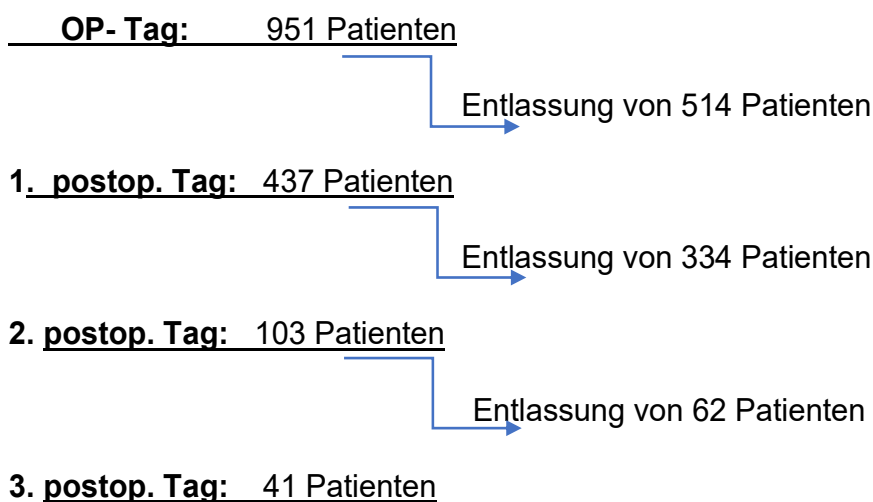 OP- Tag: 951 Patienten
Entlassung von 514 Patienten
1. postop. Tag: 437 Patienten
Entlassung von 334 Patienten
2. postop. Tag: 103 Patienten
Entlassung von 62 Patienten
3. postop. Tag: 41 Patienten